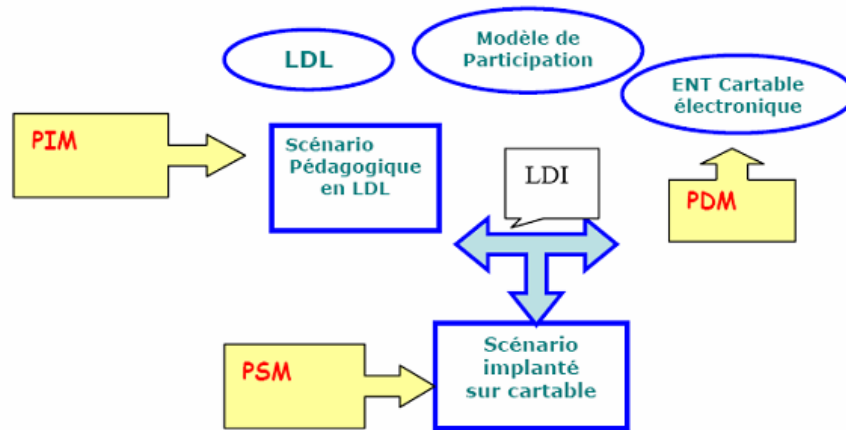 LDL
Modèle de
Participation
ENT Cartable
électronique
PIM
Scénario
Pédagogique
en LDL
LDI
PDM
PSM
Scénario
implanté
sur cartable